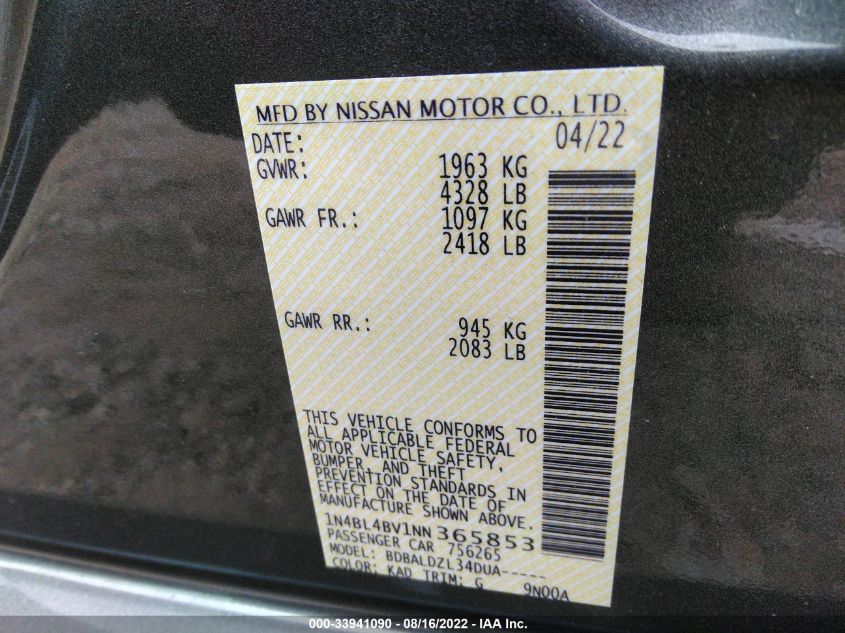 MFD BY NISSAN MOTOR CO., LTD.
DATE: 04/22
GVWR: 1963 KG
4328 LB
GAWR FR.: 1097 KG
2418 LB
GAWR RR.: 945 KG
2083 LB
THIS VEHICLE CONFORMS TO
ALL APPLICABLE FEDERAL
MOTOR VEHICLE SAFETY,
BUMPER, AND THEFT
PREVENTION STANDARDS IN
EFFECT ON THE DATE OF
MANUFACTURE SHOWN ABOVE.
1N4BL4BV1NN365853
PASSENGER CAR 756265
MODEL: BDBALDZL34DUA-----
COLOR: KAD TRIM: G 9N00A
000-33941090 - 08/16/2022 - IAA Inc.